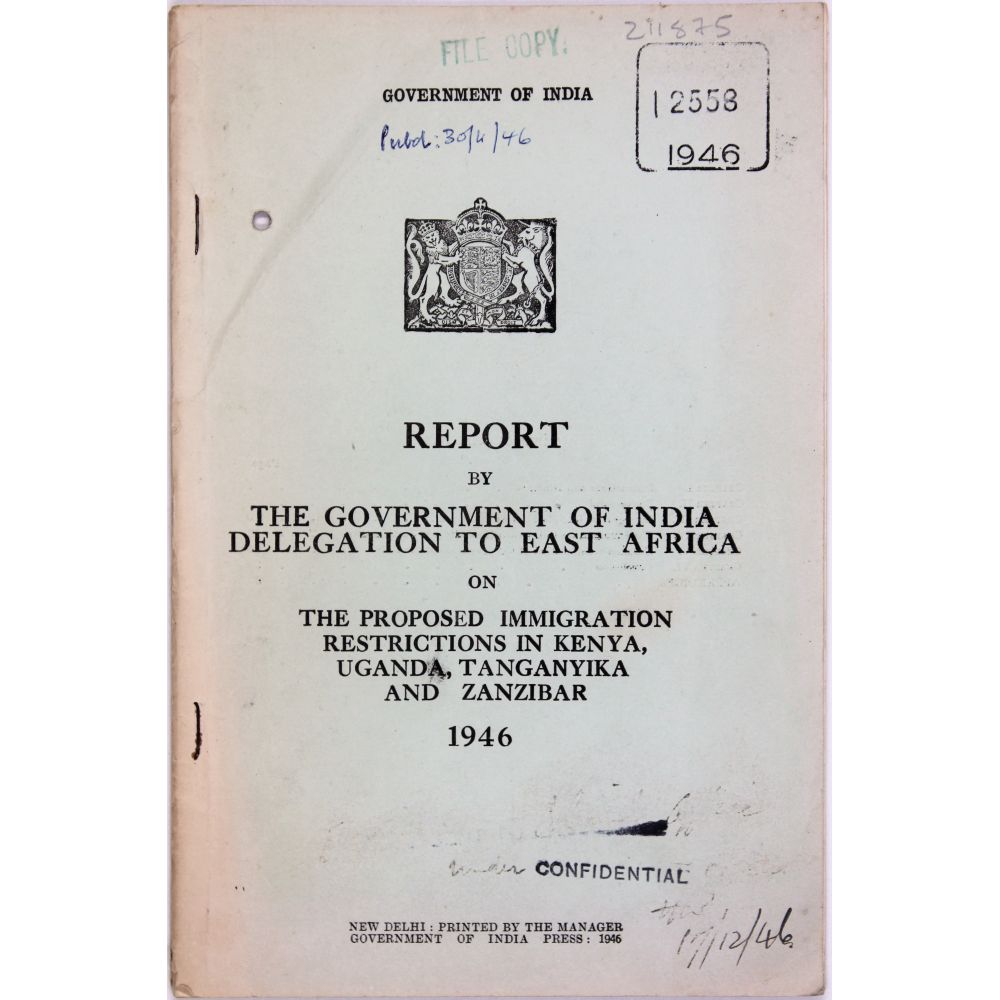 211875
FILE COPY.
GOVERNMENT OF INDIA
12558
1946
Pubd: 30/4/46
REPORT
BY
THE GOVERNMENT OF INDIA
DELEGATION TO EAST AFRICA
ON
THE PROPOSED IMMIGRATION
RESTRICTIONS IN KENYA,
UGANDA, TANGANYIKA
AND ZANZIBAR
1946
under CONFIDENTIAL
17/12/46
NEW DELHI : PRINTED BY THE MANAGER
GOVERNMENT OF INDIA PRESS : 1946